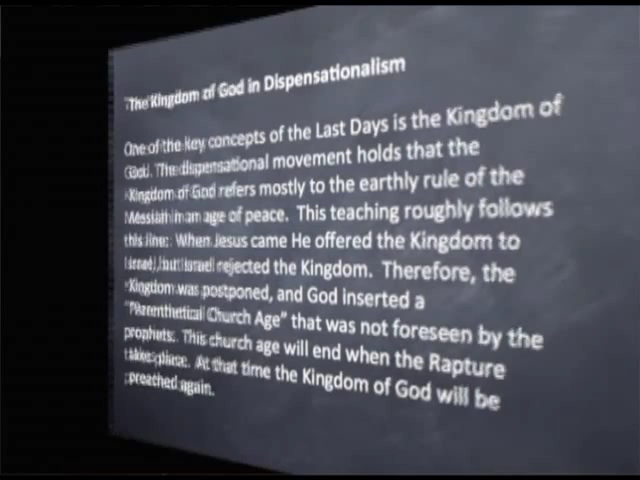 The Kingdom of God in Dispensationalism
One of the key concepts of the Last Days is the Kingdom of
God. The dispensational movement holds that the
Kingdom of God refers mostly to the earthly rule of the
Messiah in an age of peace. This teaching roughly follows
this line: When Jesus came He offered the Kingdom to
Israel, but Israel rejected the Kingdom. Therefore, the
Kingdom was postponed, and God inserted a
"Parenthetical Church Age" that was not foreseen by the
prophets. This church age will end when the Rapture
takes place. At that time the Kingdom of God will be
preached again.